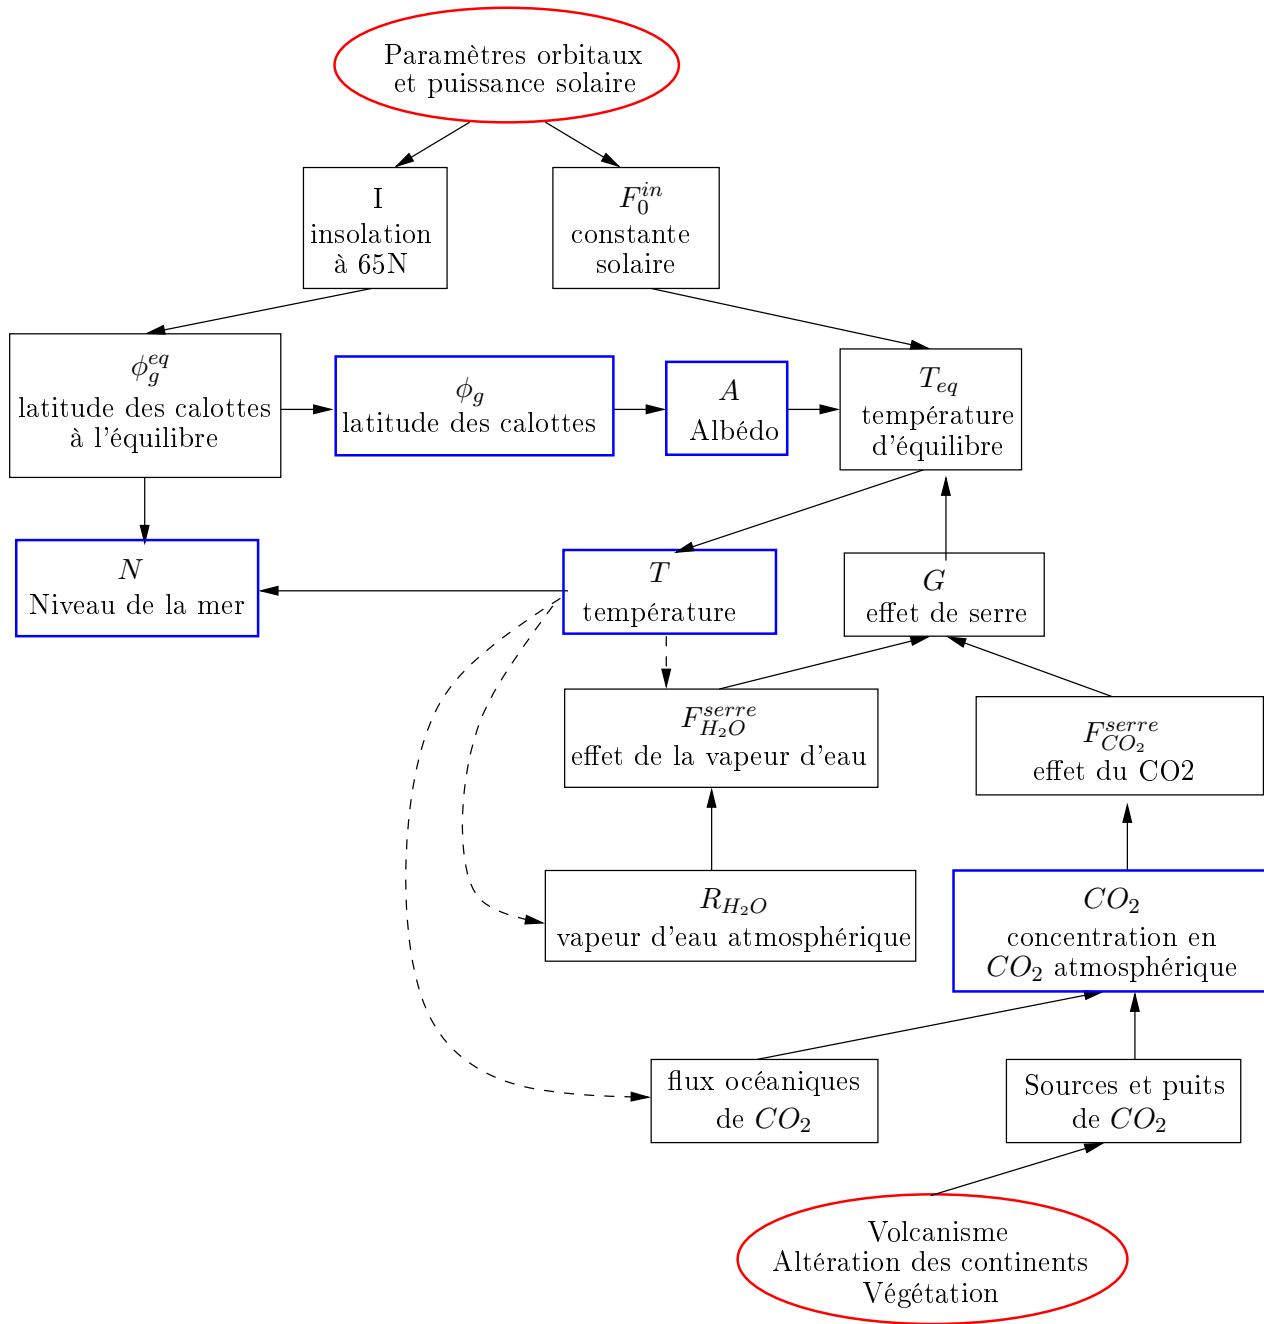 Paramètres orbitaux
et puissance solaire
I
insolation
à 65N
$F_0^{in}$
constante
solaire
$\phi_g^{eq}$
latitude des calottes
à l'équilibre
$\phi_g$
latitude des calottes
$A$
Albédo
$T_{eq}$
température
d'équilibre
$N$
Niveau de la mer
$T$
température
$G$
effet de serre
$F_{H_2O}^{serre}$
effet de la vapeur d'eau
$F_{CO_2}^{serre}$
effet du CO2
$R_{H_2O}$
vapeur d'eau atmosphérique
$CO_2$
concentration en
$CO_2$ atmosphérique
flux océaniques
de $CO_2$
Sources et puits
de $CO_2$
Volcanisme
Altération des continents
Végétation